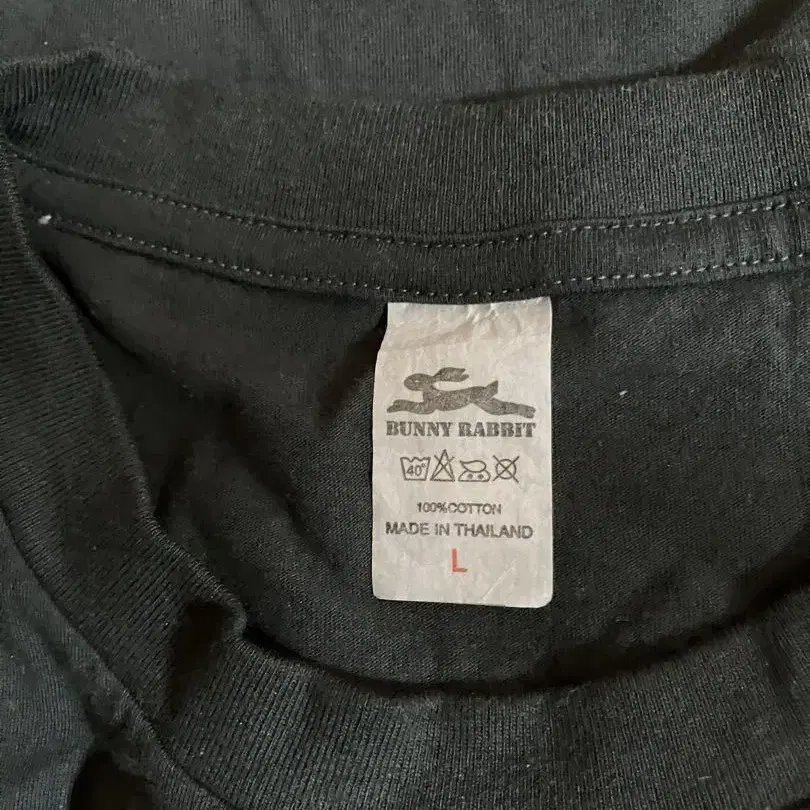 BUNNY RABBIT
40°
100%COTTON
MADE IN THAILAND
L